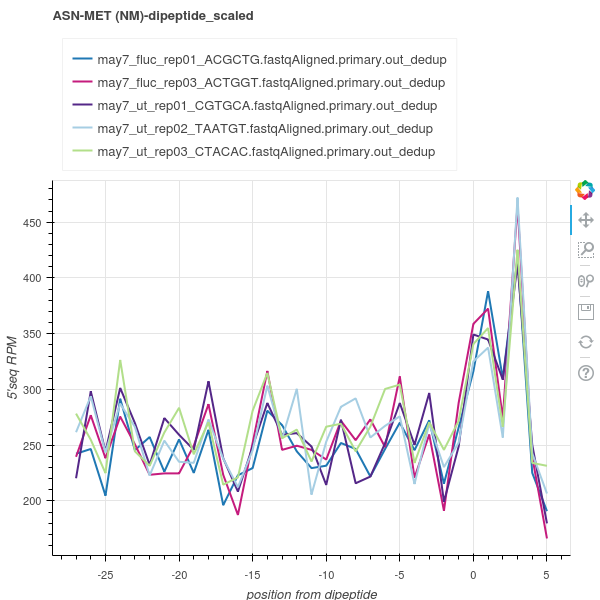 ASN-MET (NM)-dipeptide_scaled
may7_fluc_rep01_ACGCTG.fastqAligned.primary.out_dedup
may7_fluc_rep03_ACTGGT.fastqAligned.primary.out_dedup
may7_ut_rep01_CGTGCA.fastqAligned.primary.out_dedup
may7_ut_rep02_TAATGT.fastqAligned.primary.out_dedup
may7_ut_rep03_CTACAC.fastqAligned.primary.out_dedup
5'seq RPM
450
400
350
300
250
200
-25 -20 -15 -10 -5 0 5
position from dipeptide